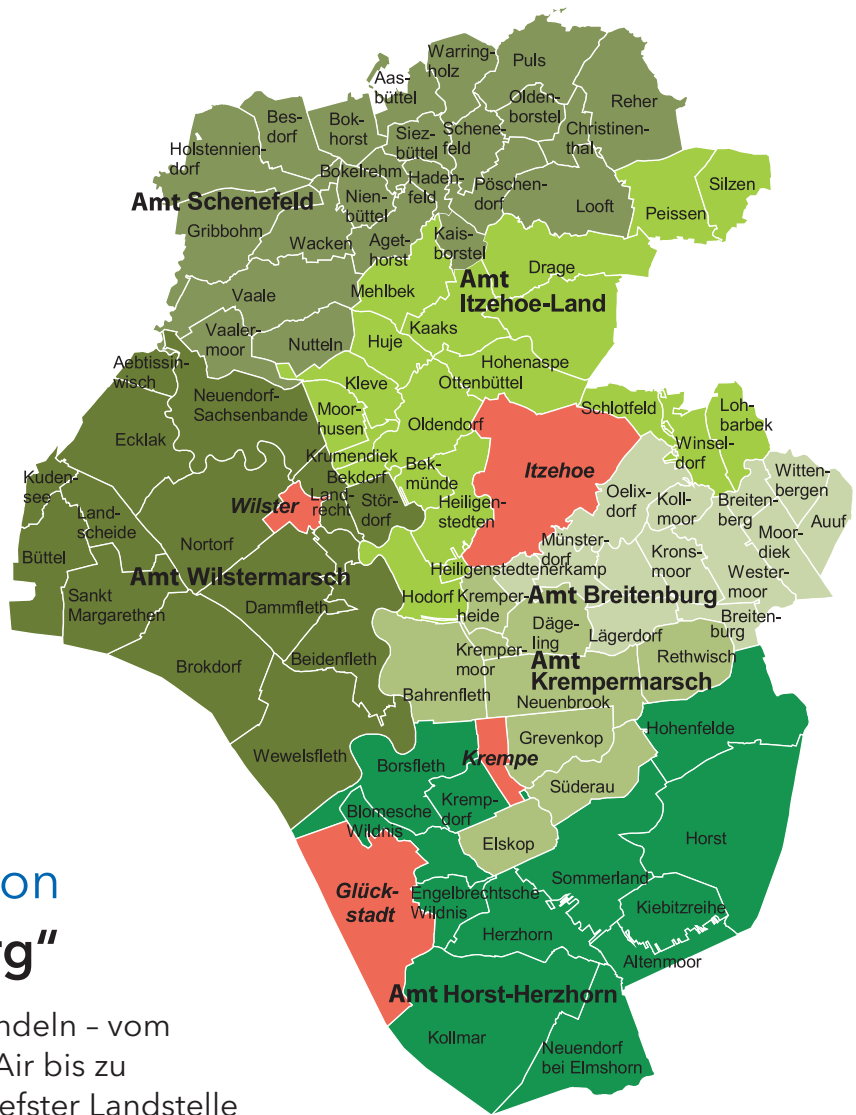 Warring-
holz
Puls
Aas-
büttel
Olden-
borstel
Reher
Bes-
dorf
Bok-
horst
Siez-
büttel
Schene-
feld
Christinen-
thal
Holstennien-
dorf
Bokelrehm
Haden-
feld
Pöschen-
dorf
Silzen
Amt Schenefeld
Nien-
büttel
Looft
Peissen
Gribbohm
Wacken
Aget-
horst
Kais-
borstel
Drage
Amt
Itzehoe-Land
Vaale
Mehlbek
Kaaks
Vaaler-
moor
Nutteln
Huje
Hohenaspe
Aebtissin-
wisch
Kleve
Ottenbüttel
Neuendorf-
Sachsenbande
Moor-
husen
Oldendorf
Schlotfeld
Loh-
barbek
Ecklak
Winsel-
dorf
Krumendiek
Bekdorf
Bek-
münde
Itzehoe
Kuden-
see
Wilster
Land-
recht
Stör-
dorf
Heiligen-
stedten
Oelix-
dorf
Koll-
moor
Breiten-
berg
Witten-
bergen
Land-
scheide
Auuf-
Moor-
diek
Büttel
Nortorf
Münster-
dorf
Krons-
moor
Wester-
moor
Amt Wilstermarsch
Heiligenstedtenerkamp
Sankt
Margarethen
Dammfleth
Hodorf
Kremper-
heide
Amt Breitenburg
Däge-
ling
Lägerdorf
Breiten-
burg
Brokdorf
Beidenfleth
Kremper-
moor
Amt
Krempermarsch
Rethwisch
Bahrenfleth
Neuenbrook
Hohenfelde
Wewelsfleth
Borsfleth
Krempe
Grevenkop
Süderau
Blomesche
Wildnis
Kremp-
dorf
Elskop
Horst
Glück-
stadt
Engelbrechtsche
Wildnis
Sommerland
Kiebitzreihe
Herzhorn
Altenmoor
Amt Horst-Herzhorn
Kollmar
Neuendorf
bei Elmshorn
on
rg“
ndeln – vom
Air bis zu
efster Landstelle